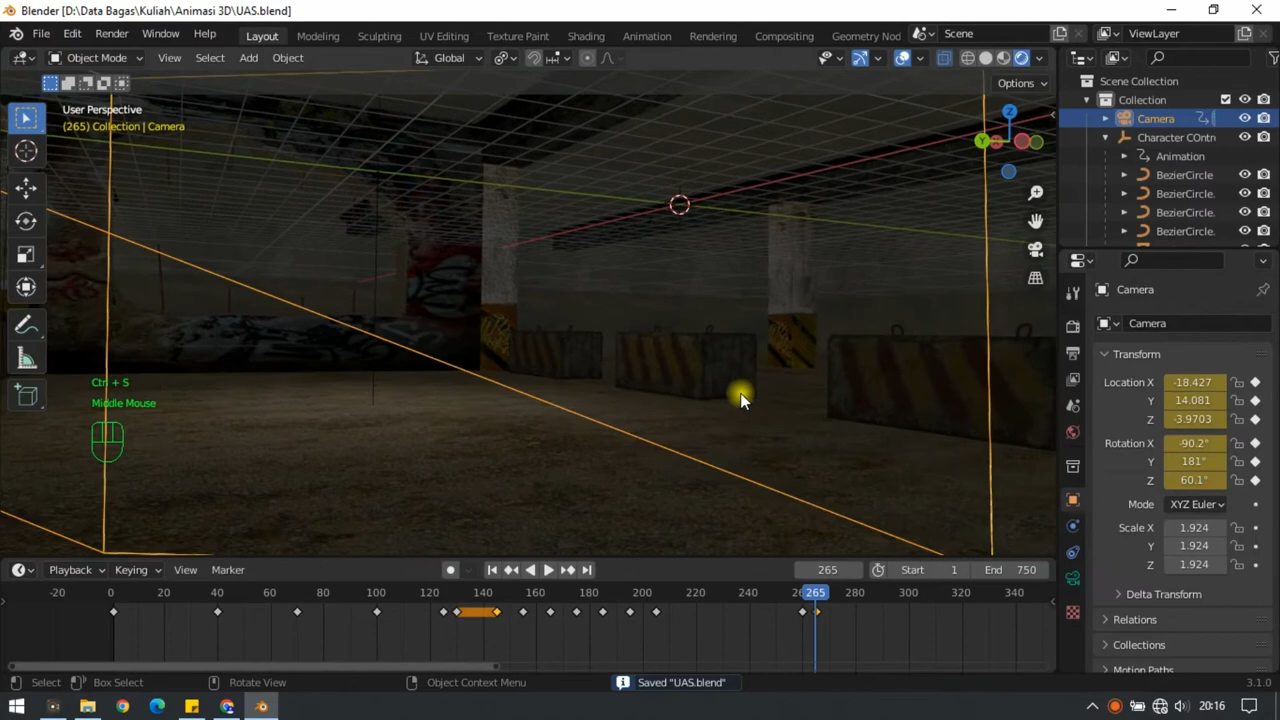 Blender [D:\Data Bagas\Kuliah\Animasi 3D\UAS.blend]
File Edit Render Window Help Layout Modeling Sculpting UV Editing Texture Paint Shading Animation Rendering Compositing Geometry Nod Scene ViewLayer
Object Mode View Select Add Object Global
Options
User Perspective
(265) Collection | Camera
Z
Y
Scene Collection
Collection
Camera
Character COntr
Animation
BezierCircle
BezierCircle.
BezierCircle.
BezierCircle.
Camera
Camera
Transform
Location X -18.427
Y 14.081
Z -3.9703
Rotation X -90.2°
Y 181°
Z 60.1°
Mode XYZ Euler
Scale X 1.924
Y 1.924
Z 1.924
Delta Transform
Relations
Collections
Motion Paths
Ctrl + S
Middle Mouse
Playback Keying View Marker 265 Start 1 End 750
-20 0 20 40 60 80 100 120 140 160 180 200 220 240 26 265 280 300 320 340
Select Box Select Rotate View Object Context Menu Saved "UAS.blend" 3.1.0
20:16